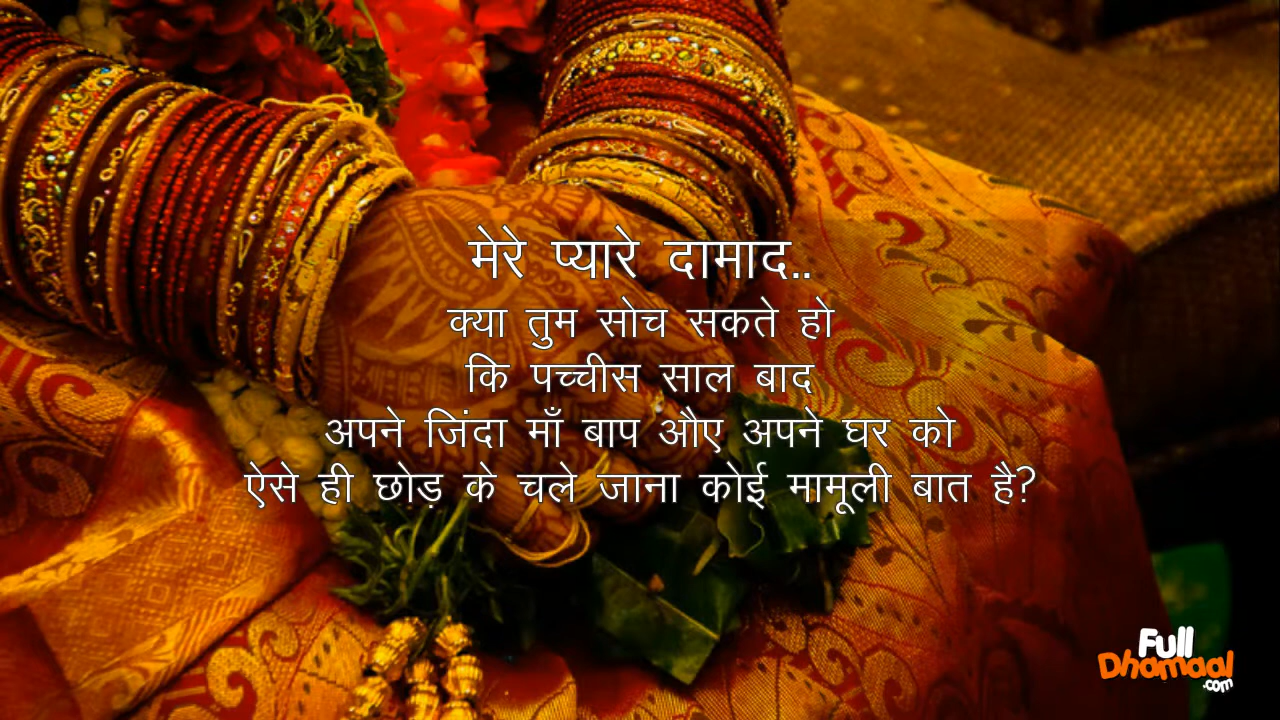 मेरे प्यारे दामाद..
क्या तुम सोच सकते हो
कि पच्चीस साल बाद
अपने जिंदा माँ बाप औए अपने घर को
ऐसे ही छोड़ के चले जाना कोई मामूली बात है?
Full
Dhamaal
.com